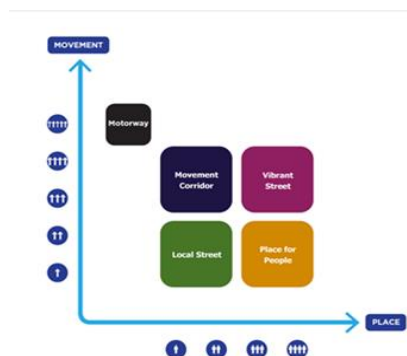 MOVEMENT
Motorway
Movement
Corridor
Vibrant
Street
Local Street
Place for
People
PLACE